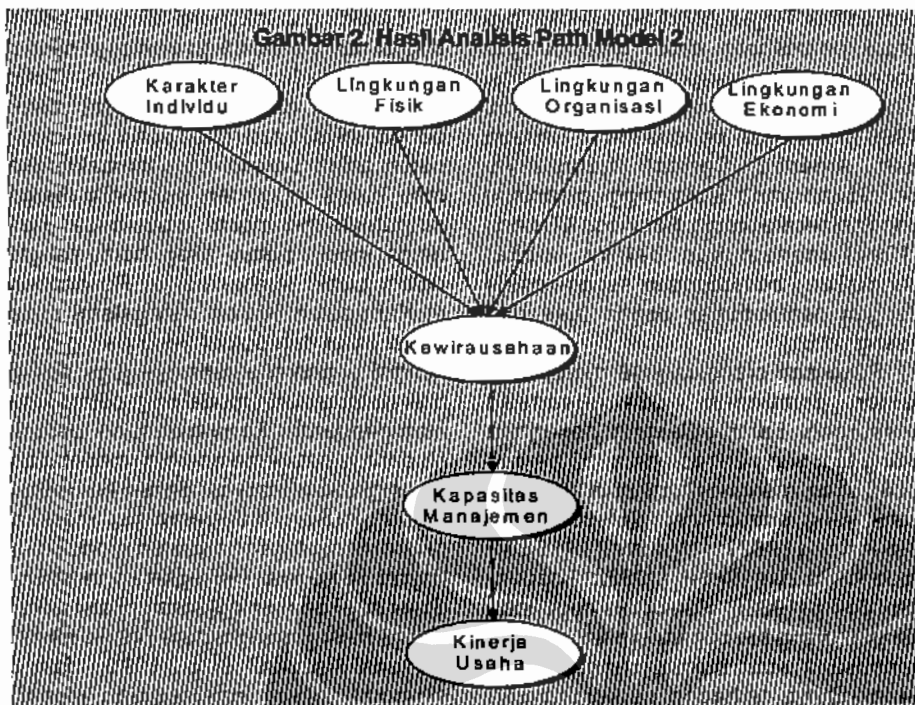 Gambar 2. Hasil Analisis Path Model 2
Karakter
Individu
Lingkungan
Fisik
Lingkungan
Organisasi
Lingkungan
Ekonomi
Kewirausahaan
Kapasitas
Manajemen
Kinerja
Usaha